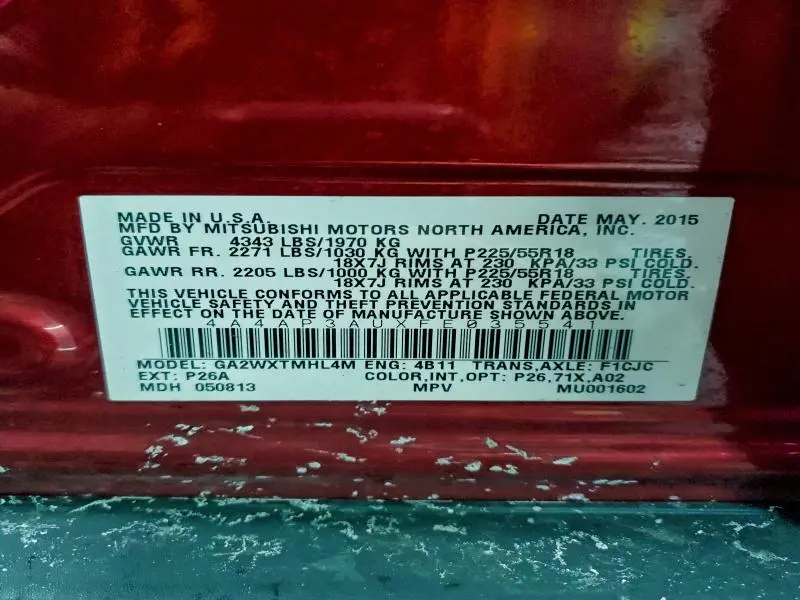 MADE IN U.S.A. DATE MAY. 2015
MFD BY MITSUBISHI MOTORS NORTH AMERICA, INC.
GVWR 4343 LBS/1970 KG
GAWR FR. 2271 LBS/1030 KG WITH P225/55R18 TIRES,
18X7J RIMS AT 230 KPA/33 PSI COLD.
GAWR RR. 2205 LBS/1000 KG WITH P225/55R18 TIRES,
18X7J RIMS AT 230 KPA/33 PSI COLD.
THIS VEHICLE CONFORMS TO ALL APPLICABLE FEDERAL MOTOR
VEHICLE SAFETY AND THEFT PREVENTION STANDARDS IN
EFFECT ON THE DATE OF MANUFACTURE SHOWN ABOVE.
4A4AP3AUXFE035541
MODEL: GA2WXTMHL4M ENG: 4B11 TRANS,AXLE: F1CJC
EXT: P26A COLOR,INT,OPT: P26,71X,A02
MDH 050813 MPV MU001602